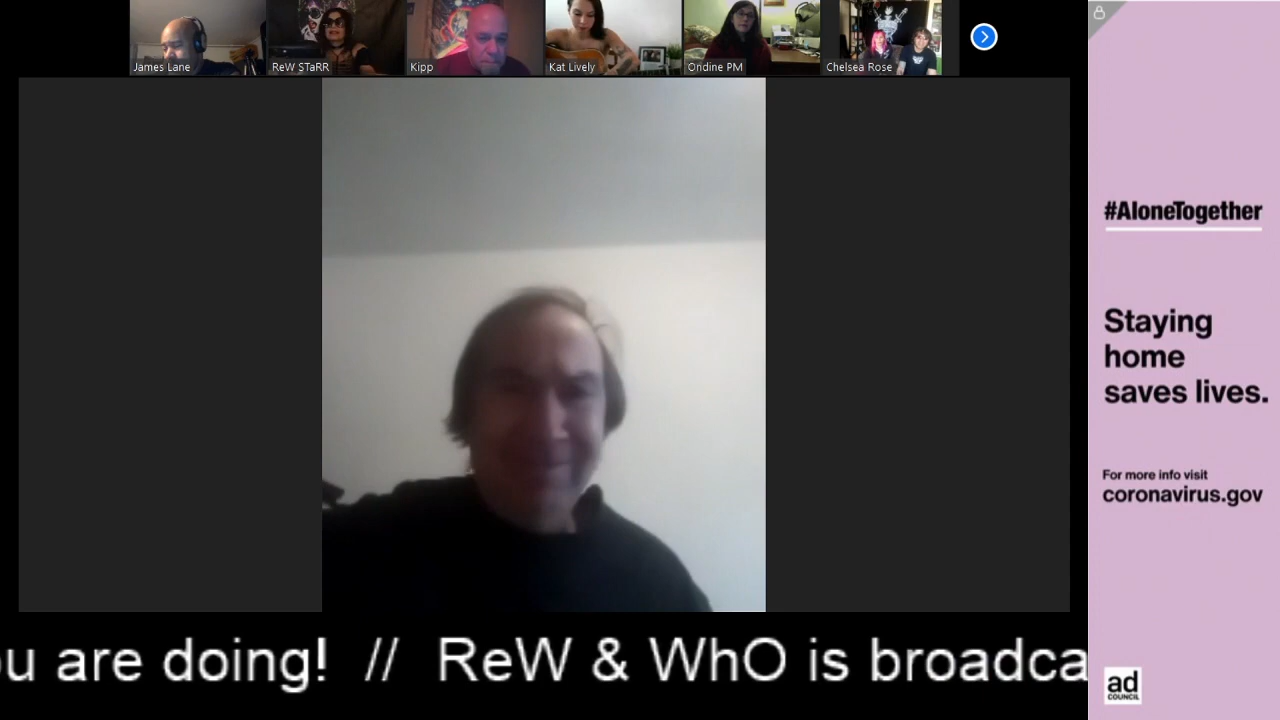 James Lane
ReW STaRR
Kipp
Kat Lively
Ondine PM
Chelsea Rose
#AloneTogether
Staying
home
saves lives.
For more info visit
coronavirus.gov
ad
COUNCIL
ou are doing! // ReW & WhO is broadca